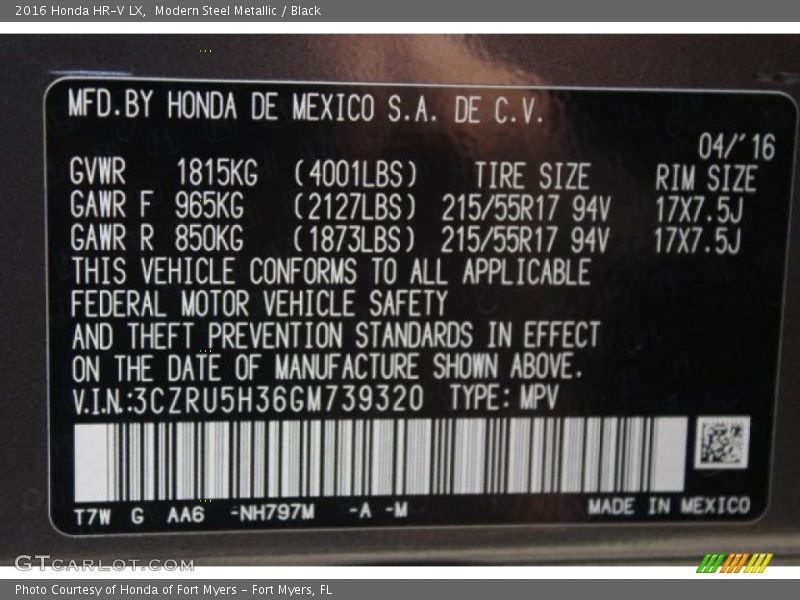 2016 Honda HR-V LX, Modern Steel Metallic / Black
MFD.BY HONDA DE MEXICO S.A. DE C.V.
04/'16
GVWR 1815KG (4001LBS) TIRE SIZE RIM SIZE
GAWR F 965KG (2127LBS) 215/55R17 94V 17X7.5J
GAWR R 850KG (1873LBS) 215/55R17 94V 17X7.5J
THIS VEHICLE CONFORMS TO ALL APPLICABLE
FEDERAL MOTOR VEHICLE SAFETY
AND THEFT PREVENTION STANDARDS IN EFFECT
ON THE DATE OF MANUFACTURE SHOWN ABOVE.
V.I.N.:3CZRU5H36GM739320 TYPE: MPV
T7W G AA6 -NH797M -A -M MADE IN MEXICO
GTCarLot.com
Photo Courtesy of Honda of Fort Myers - Fort Myers, FL